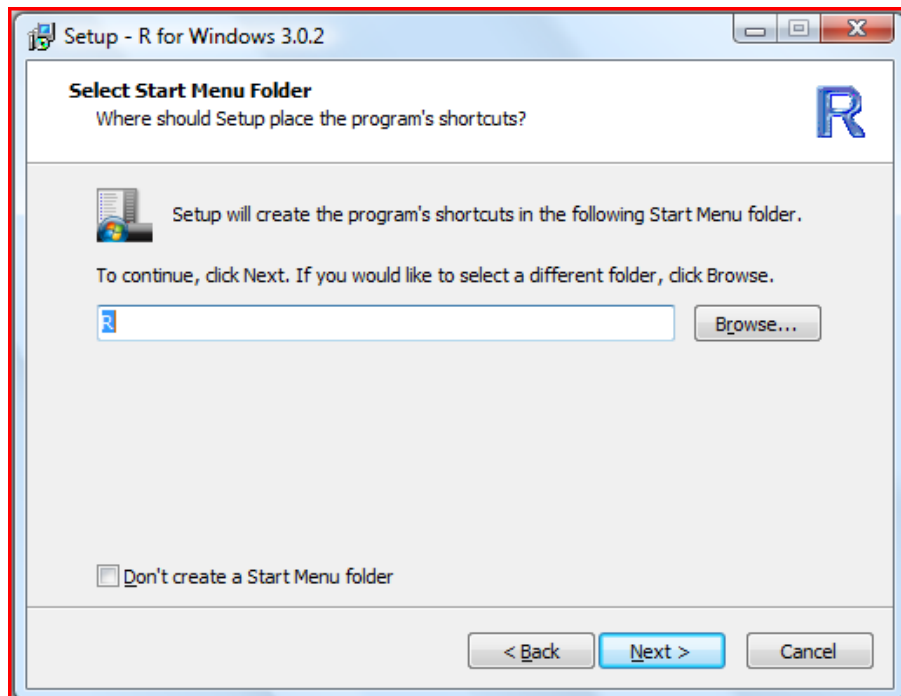 Setup - R for Windows 3.0.2
Select Start Menu Folder
Where should Setup place the program's shortcuts?
R
Setup will create the program's shortcuts in the following Start Menu folder.
To continue, click Next. If you would like to select a different folder, click Browse.
R
Browse...
Don't create a Start Menu folder
< Back
Next >
Cancel